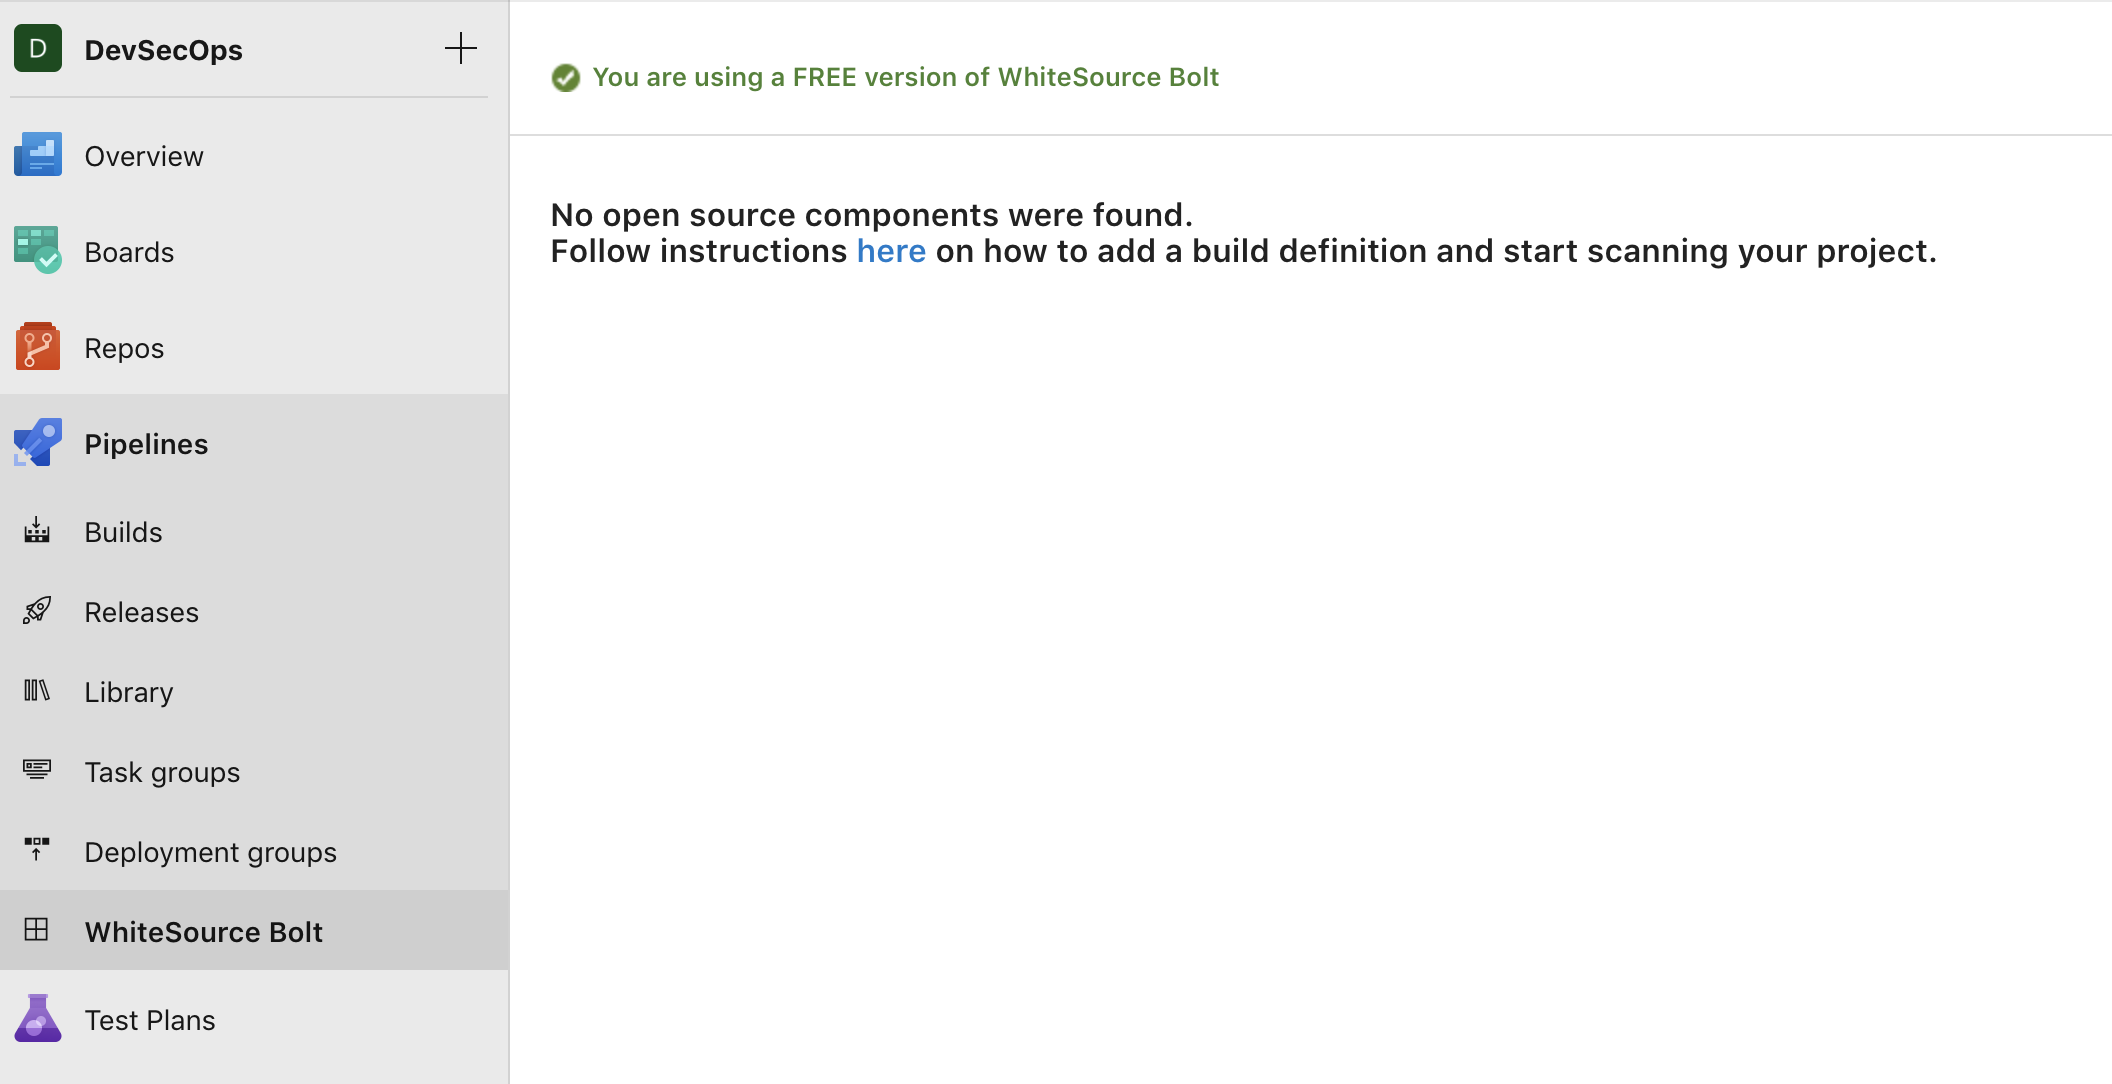 D
DevSecOps
Overview
Boards
Repos
Pipelines
Builds
Releases
Library
Task groups
Deployment groups
WhiteSource Bolt
Test Plans
You are using a FREE version of WhiteSource Bolt
No open source components were found.
Follow instructions here on how to add a build definition and start scanning your project.